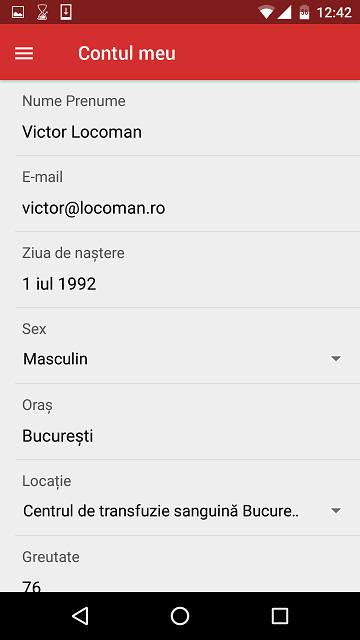 12:42
Contul meu
Nume Prenume
Victor Locoman
E-mail
victor@locoman.ro
Ziua de naștere
1 iul 1992
Sex
Masculin
Oraș
București
Locație
Centrul de transfuzie sanguină Bucure..
Greutate
76